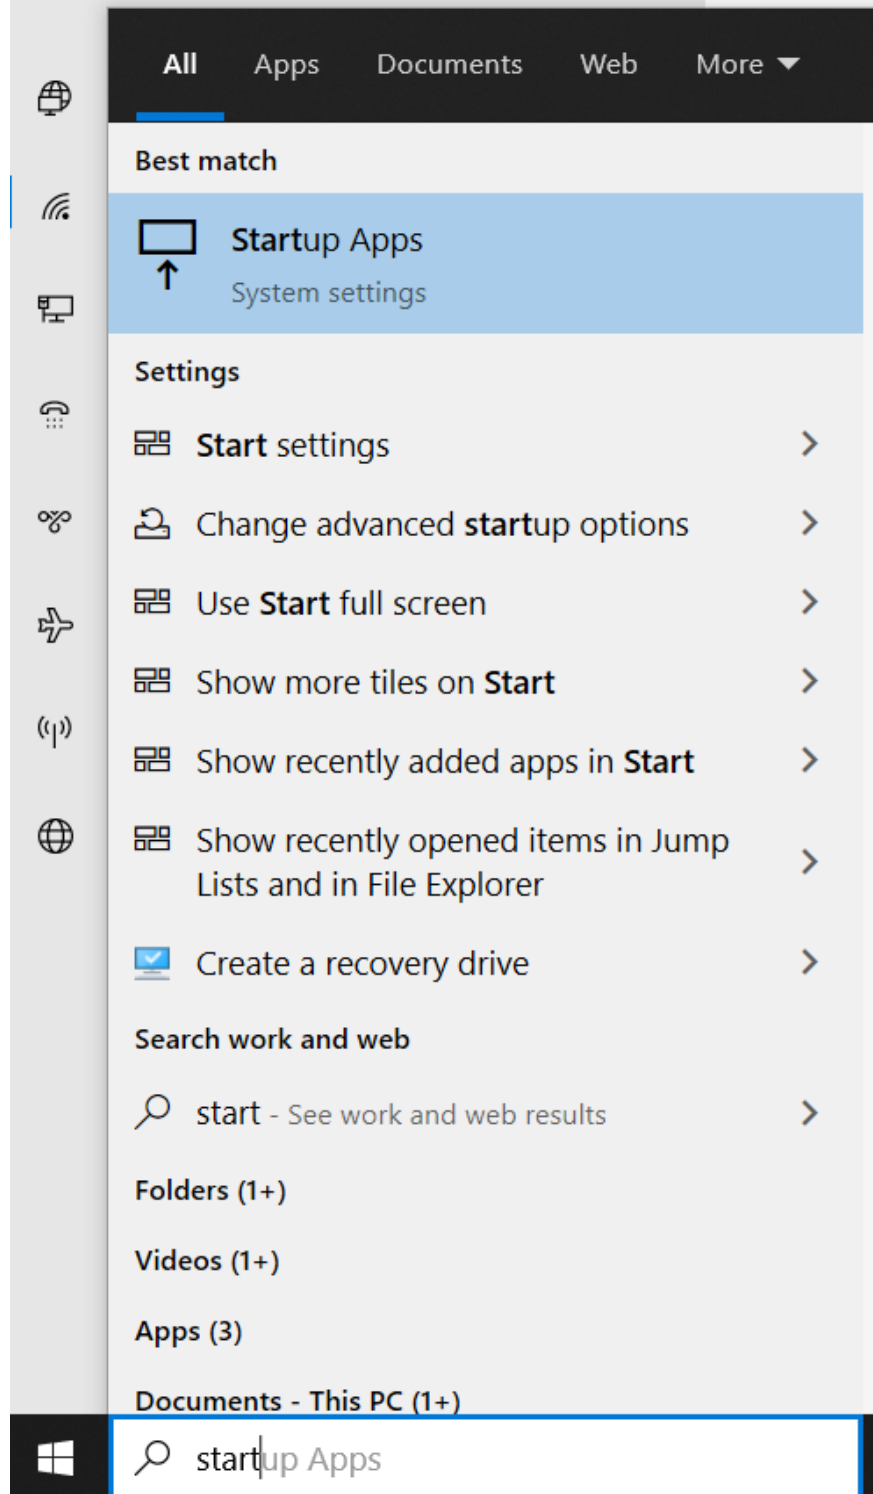 All Apps Documents Web More
Best match
Startup Apps
System settings
Settings
Start settings
Change advanced startup options
Use Start full screen
Show more tiles on Start
Show recently added apps in Start
Show recently opened items in Jump
Lists and in File Explorer
Create a recovery drive
Search work and web
start - See work and web results
Folders (1+)
Videos (1+)
Apps (3)
Documents - This PC (1+)
startup Apps